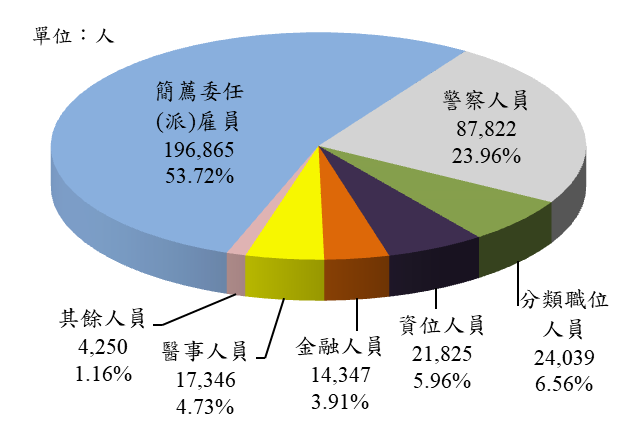 單位：人
簡薦委任
(派)雇員
196,865
53.72%
警察人員
87,822
23.96%
分類職位
人員
24,039
6.56%
資位人員
21,825
5.96%
金融人員
14,347
3.91%
醫事人員
17,346
4.73%
其餘人員
4,250
1.16%